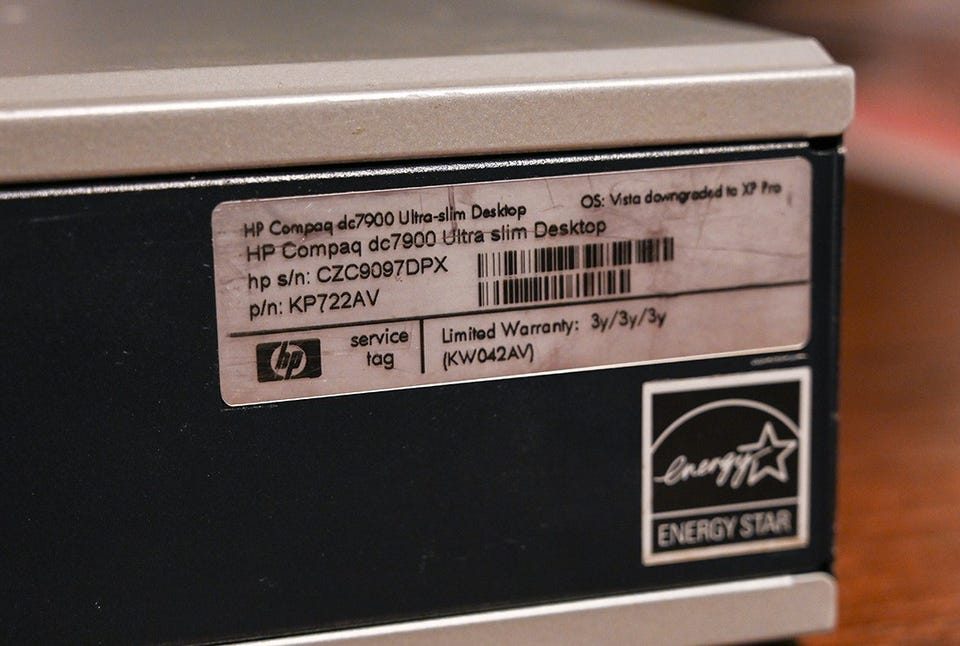 HP Compaq dc7900 Ultra-slim Desktop
OS: Vista downgraded to XP Pro
HP Compaq dc7900 Ultra slim Desktop
hp s/n: CZC9097DPX
p/n: KP722AV
hp
service
tag
Limited Warranty: 3y/3y/3y
(KW042AV)
energy
ENERGY STAR